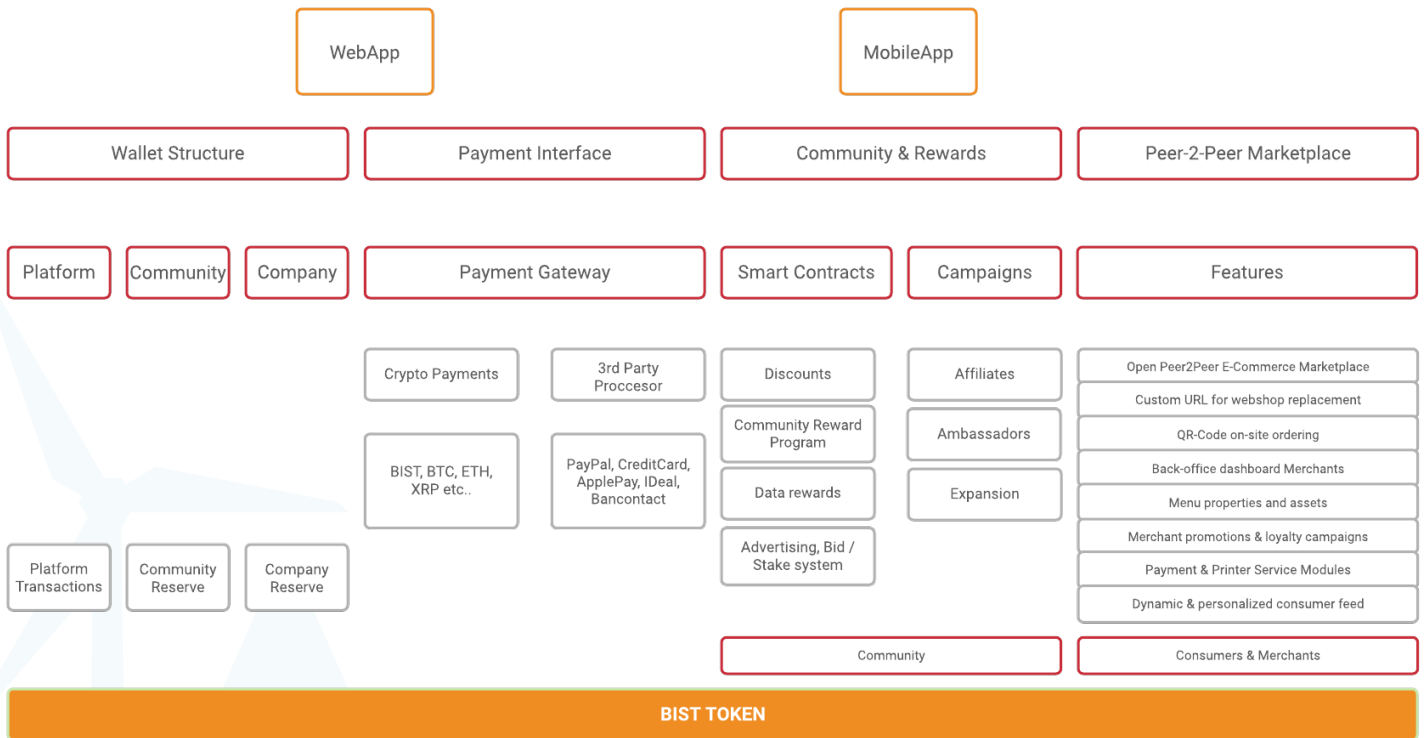 WebApp
MobileApp
Wallet Structure
Payment Interface
Community & Rewards
Peer-2-Peer Marketplace
Platform
Community
Company
Payment Gateway
Smart Contracts
Campaigns
Features
Crypto Payments
3rd Party
Proccesor
BIST, BTC, ETH,
XRP etc..
PayPal, CreditCard,
ApplePay, IDeal,
Bancontact
Discounts
Community Reward
Program
Data rewards
Advertising, Bid /
Stake system
Affiliates
Ambassadors
Expansion
Open Peer2Peer E-Commerce Marketplace
Custom URL for webshop replacement
QR-Code on-site ordering
Back-office dashboard Merchants
Menu properties and assets
Merchant promotions & loyalty campaigns
Payment & Printer Service Modules
Dynamic & personalized consumer feed
Platform
Transactions
Community
Reserve
Company
Reserve
Community
Consumers & Merchants
BIST TOKEN